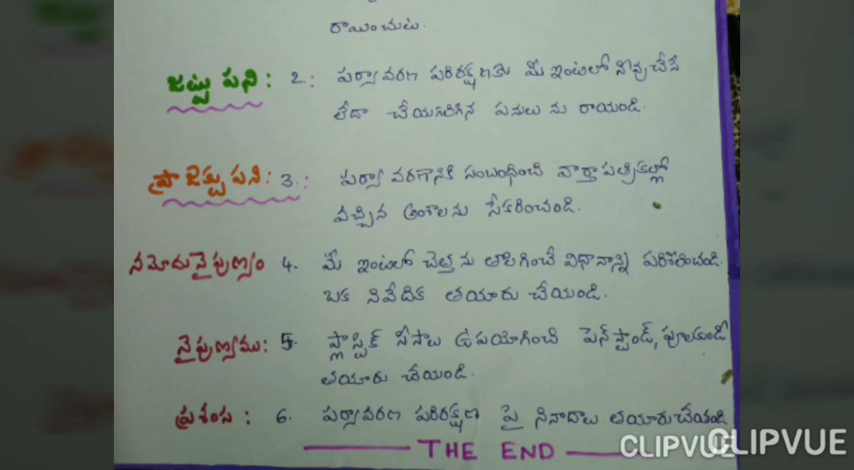 రాయించుట.
జట్టు పని: 2.: పర్యావరణ పరిరక్షణకు మీ ఇంటిలో నీవు చేసే
లేదా చేయగలిగిన పనులు ను రాయండి.
ప్రాజెక్టు పని: 3.: పర్యావరణానికి సంబంధించి వార్తా పత్రికల్లో
వచ్చిన అంశాలను సేకరించండి.
నమోదు నైపుణ్యం 4. మీ ఇంటిలో చెత్తను తొలగించే విధానాన్ని పరిశీలించండి.
ఒక నివేదిక తయారు చేయండి.
నైపుణ్యము: 5. ప్లాస్టిక్ సీసాలు ఉపయోగించి పెన్ స్టాండ్, పూలకుండీ
తయారు చేయండి.
ప్రశంస: 6. పర్యావరణ పరిరక్షణ పై నినాదాలు తయారుచేయండి
THE END
CLIPVUE CLIPVUE